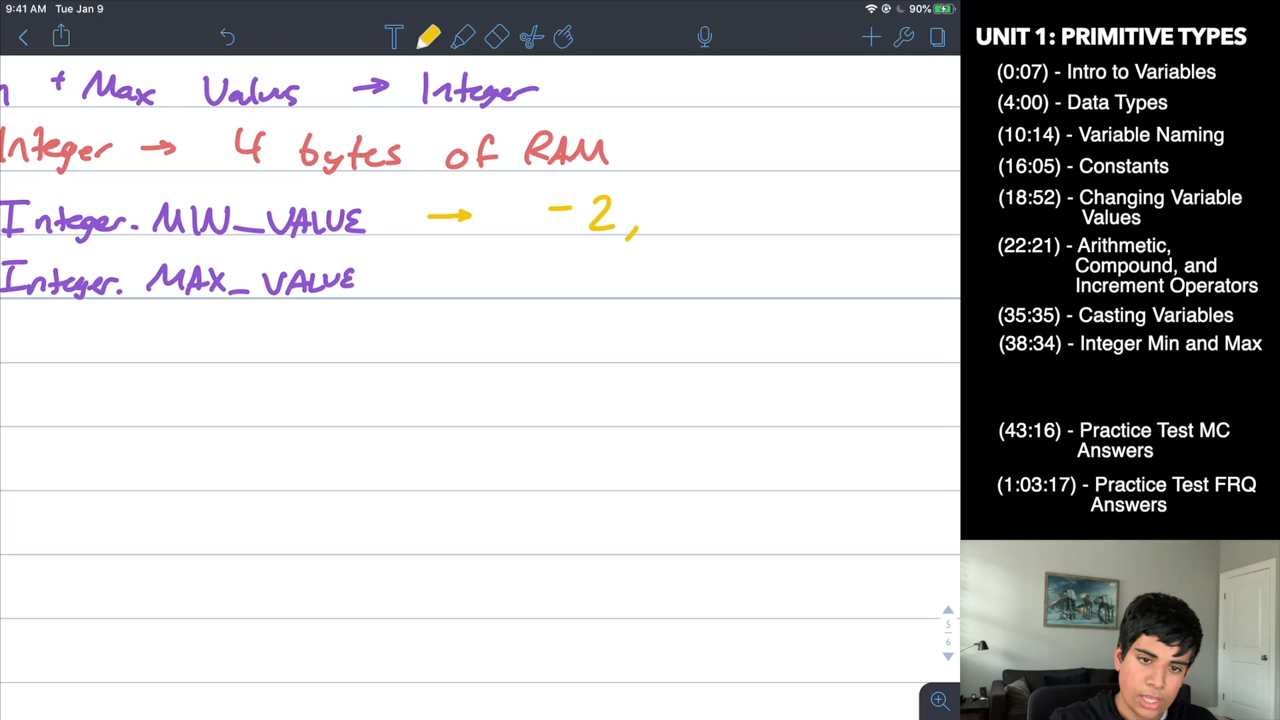 9:41 AM Tue Jan 9
90%
n + Max Values → Integer
Integer → 4 bytes of RAM
Integer. MIN_VALUE → -2,
Integer. MAX_VALUE
5
6
UNIT 1: PRIMITIVE TYPES
(0:07) - Intro to Variables
(4:00) - Data Types
(10:14) - Variable Naming
(16:05) - Constants
(18:52) - Changing Variable
Values
(22:21) - Arithmetic,
Compound, and
Increment Operators
(35:35) - Casting Variables
(38:34) - Integer Min and Max
(43:16) - Practice Test MC
Answers
(1:03:17) - Practice Test FRQ
Answers